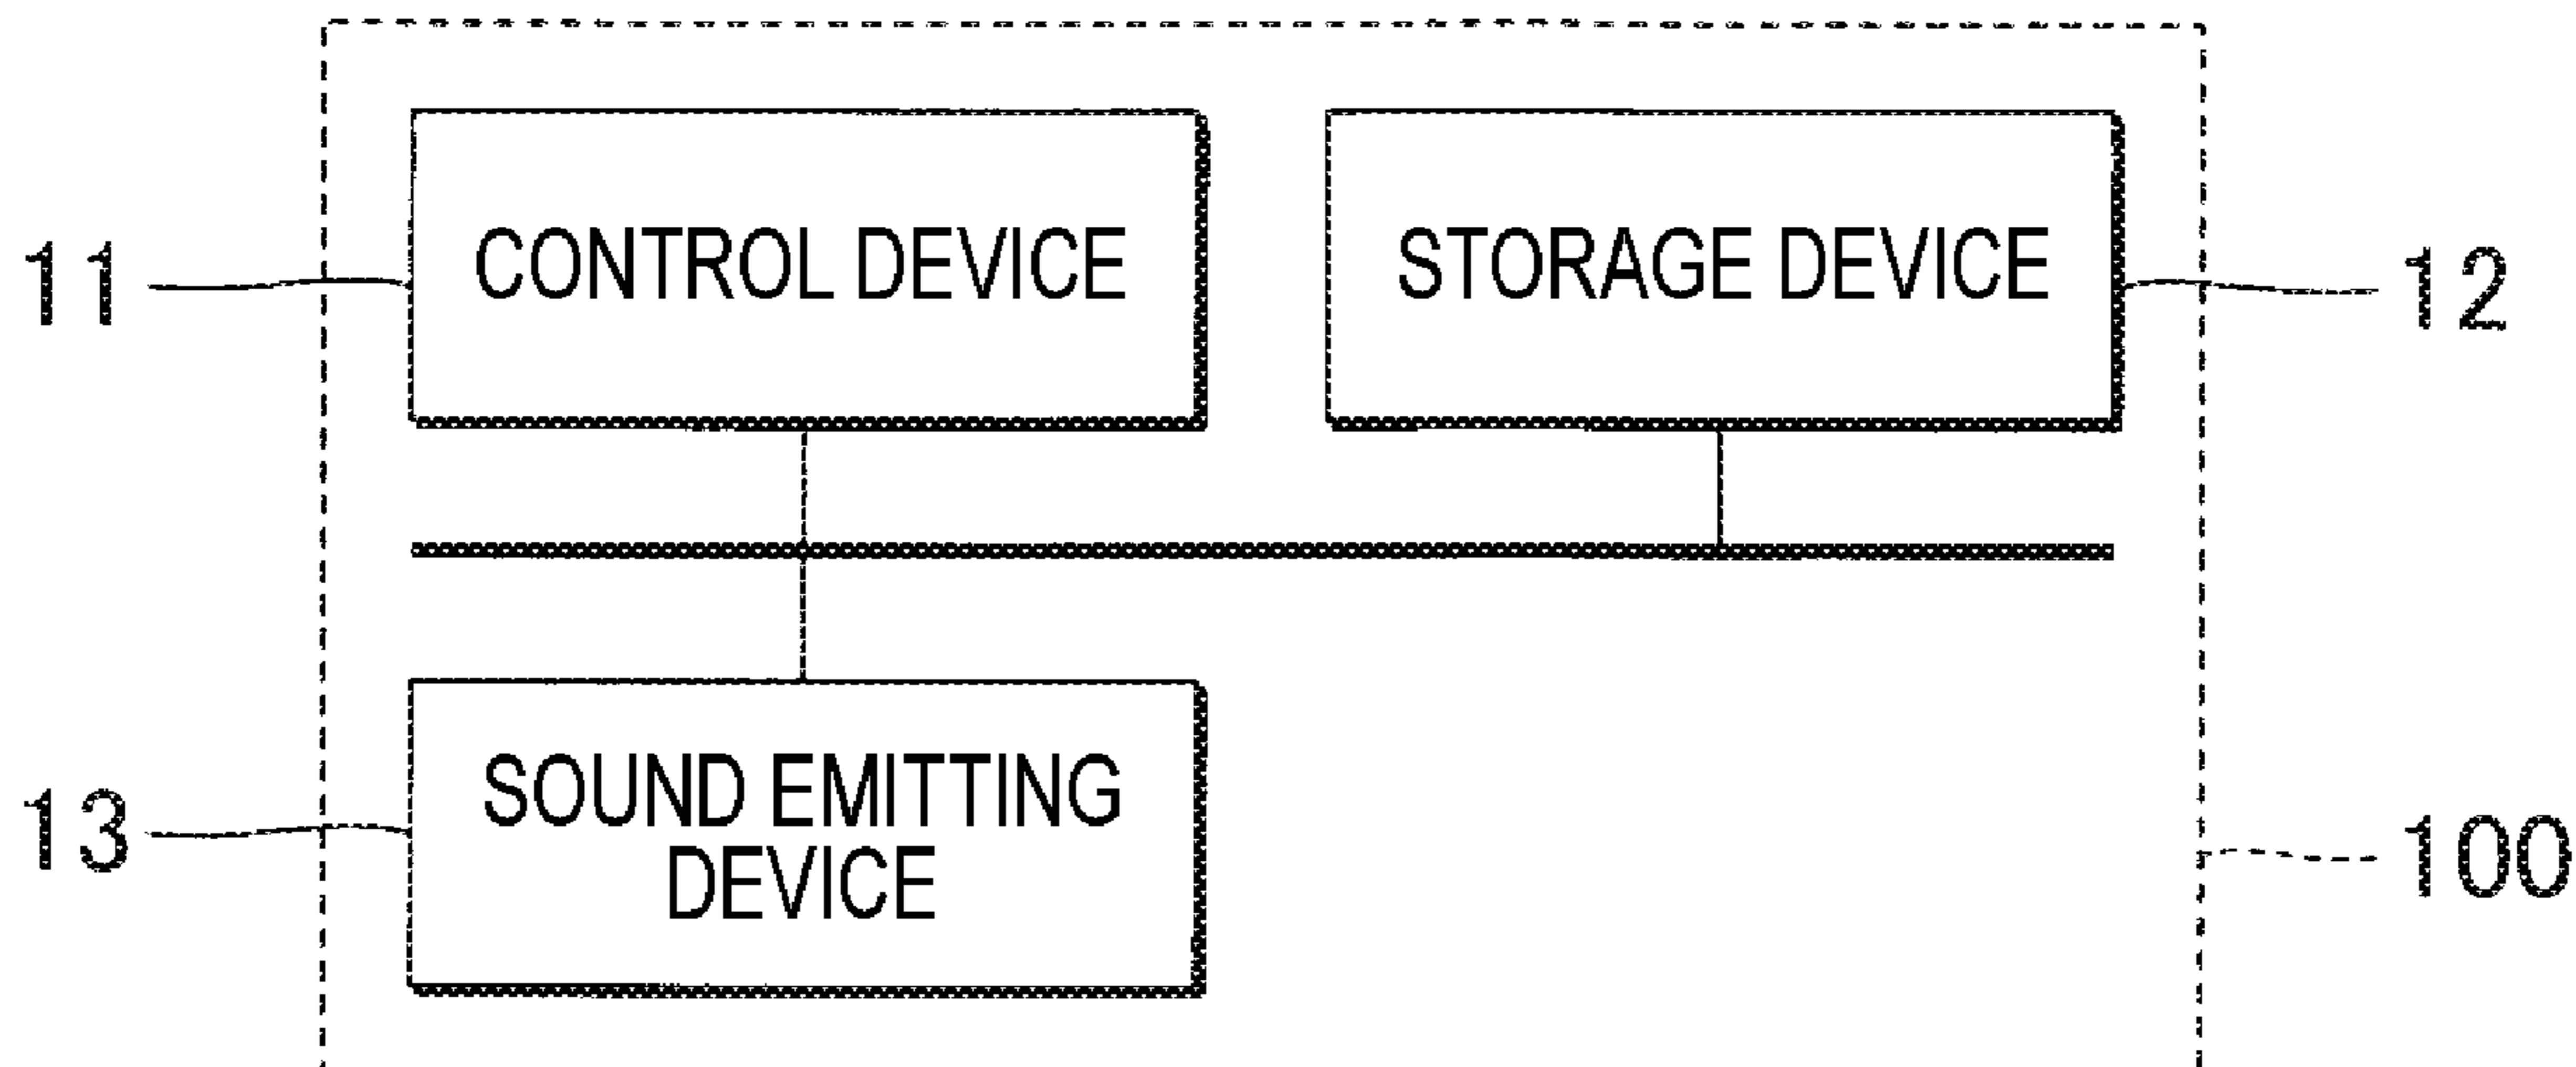 11
CONTROL DEVICE
STORAGE DEVICE
12
13
SOUND EMITTING
DEVICE
100